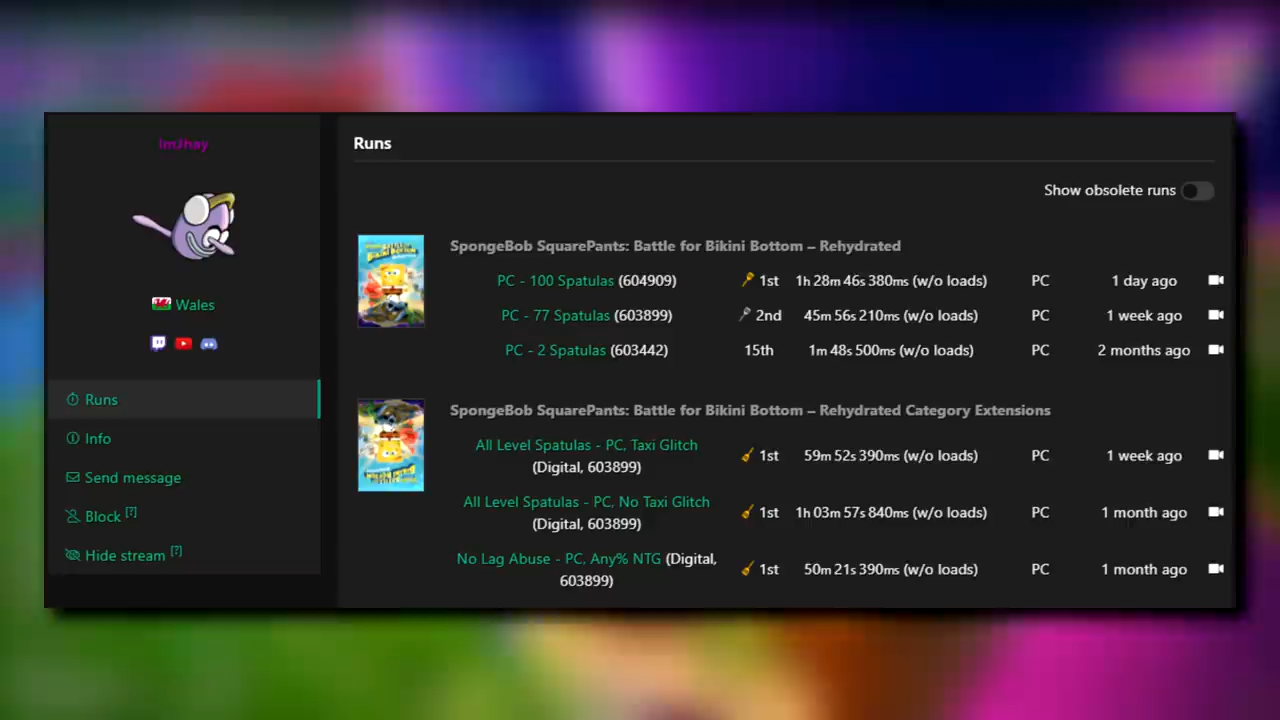 ImJhay
Wales
Runs
Info
Send message
Block [?]
Hide stream [?]
Runs
Show obsolete runs
SpongeBob SquarePants: Battle for Bikini Bottom – Rehydrated
PC - 100 Spatulas (604909) 1st 1h 28m 46s 380ms (w/o loads) PC 1 day ago
PC - 77 Spatulas (603899) 2nd 45m 56s 210ms (w/o loads) PC 1 week ago
PC - 2 Spatulas (603442) 15th 1m 48s 500ms (w/o loads) PC 2 months ago
SpongeBob SquarePants: Battle for Bikini Bottom – Rehydrated Category Extensions
All Level Spatulas - PC, Taxi Glitch
(Digital, 603899) 1st 59m 52s 390ms (w/o loads) PC 1 week ago
All Level Spatulas - PC, No Taxi Glitch
(Digital, 603899) 1st 1h 03m 57s 840ms (w/o loads) PC 1 month ago
No Lag Abuse - PC, Any% NTG (Digital,
603899) 1st 50m 21s 390ms (w/o loads) PC 1 month ago